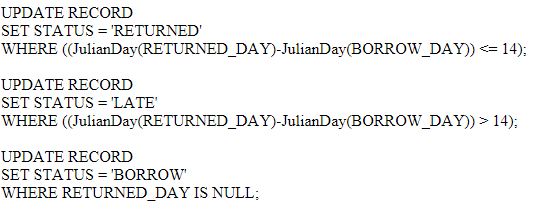 UPDATE RECORD
SET STATUS = 'RETURNED'
WHERE ((JulianDay(RETURNED_DAY)-JulianDay(BORROW_DAY)) <= 14);
UPDATE RECORD
SET STATUS = 'LATE'
WHERE ((JulianDay(RETURNED_DAY)-JulianDay(BORROW_DAY)) > 14);
UPDATE RECORD
SET STATUS = 'BORROW'
WHERE RETURNED_DAY IS NULL;